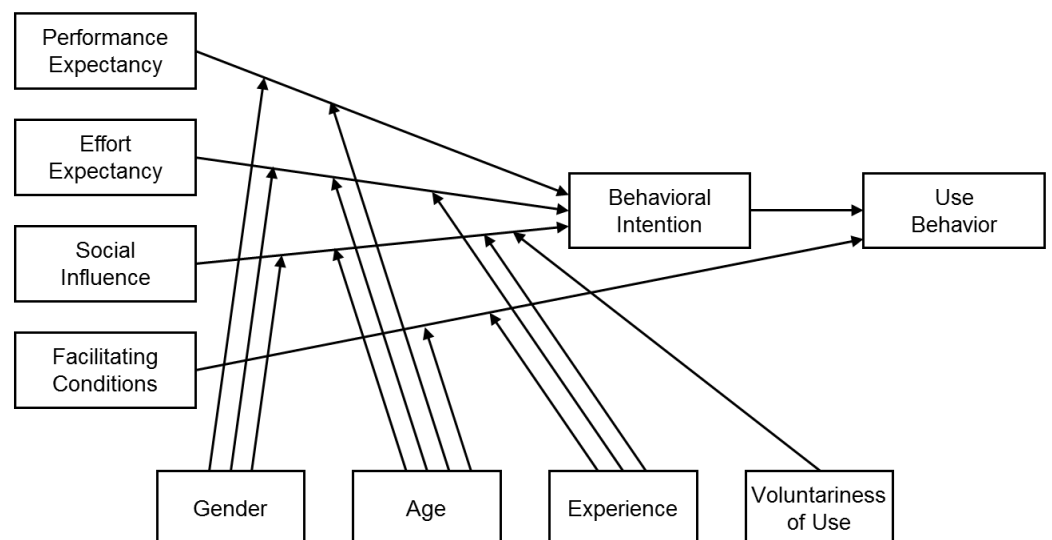 Performance
Expectancy
Effort
Expectancy
Social
Influence
Facilitating
Conditions
Behavioral
Intention
Use
Behavior
Gender
Age
Experience
Voluntariness
of Use